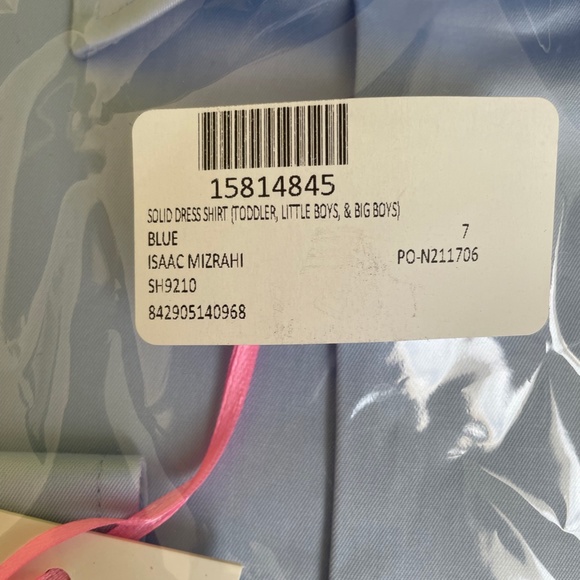 15814845
SOLID DRESS SHIRT (TODDLER, LITTLE BOYS, & BIG BOYS)
BLUE 7
ISAAC MIZRAHI PO-N211706
SH9210
842905140968